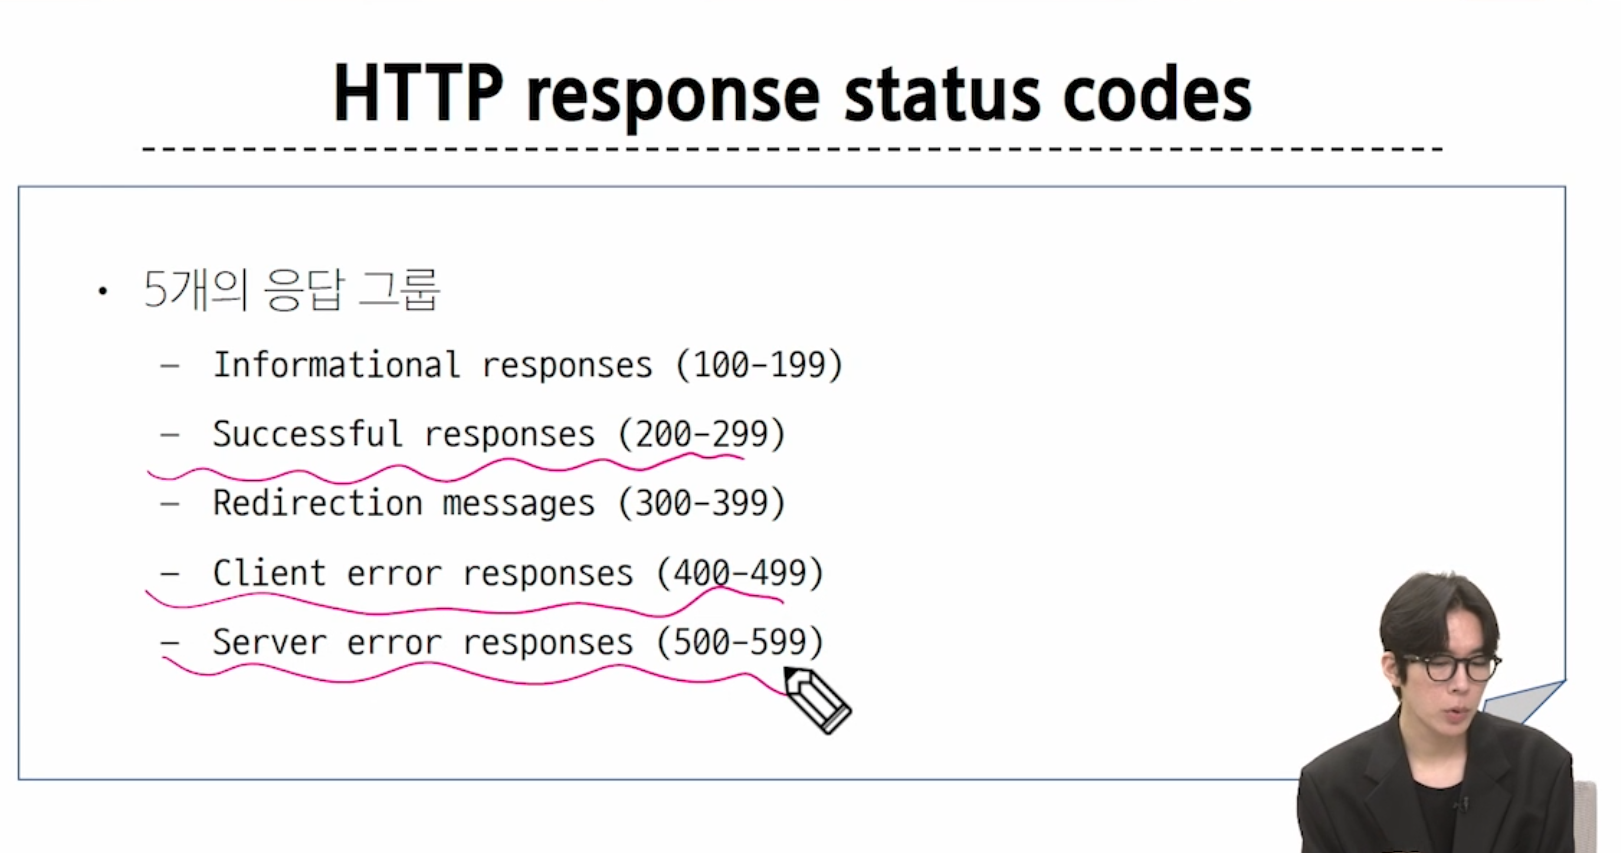 HTTP response status codes
• 5개의 응답 그룹
– Informational responses (100-199)
– Successful responses (200-299)
– Redirection messages (300-399)
– Client error responses (400-499)
– Server error responses (500-599)